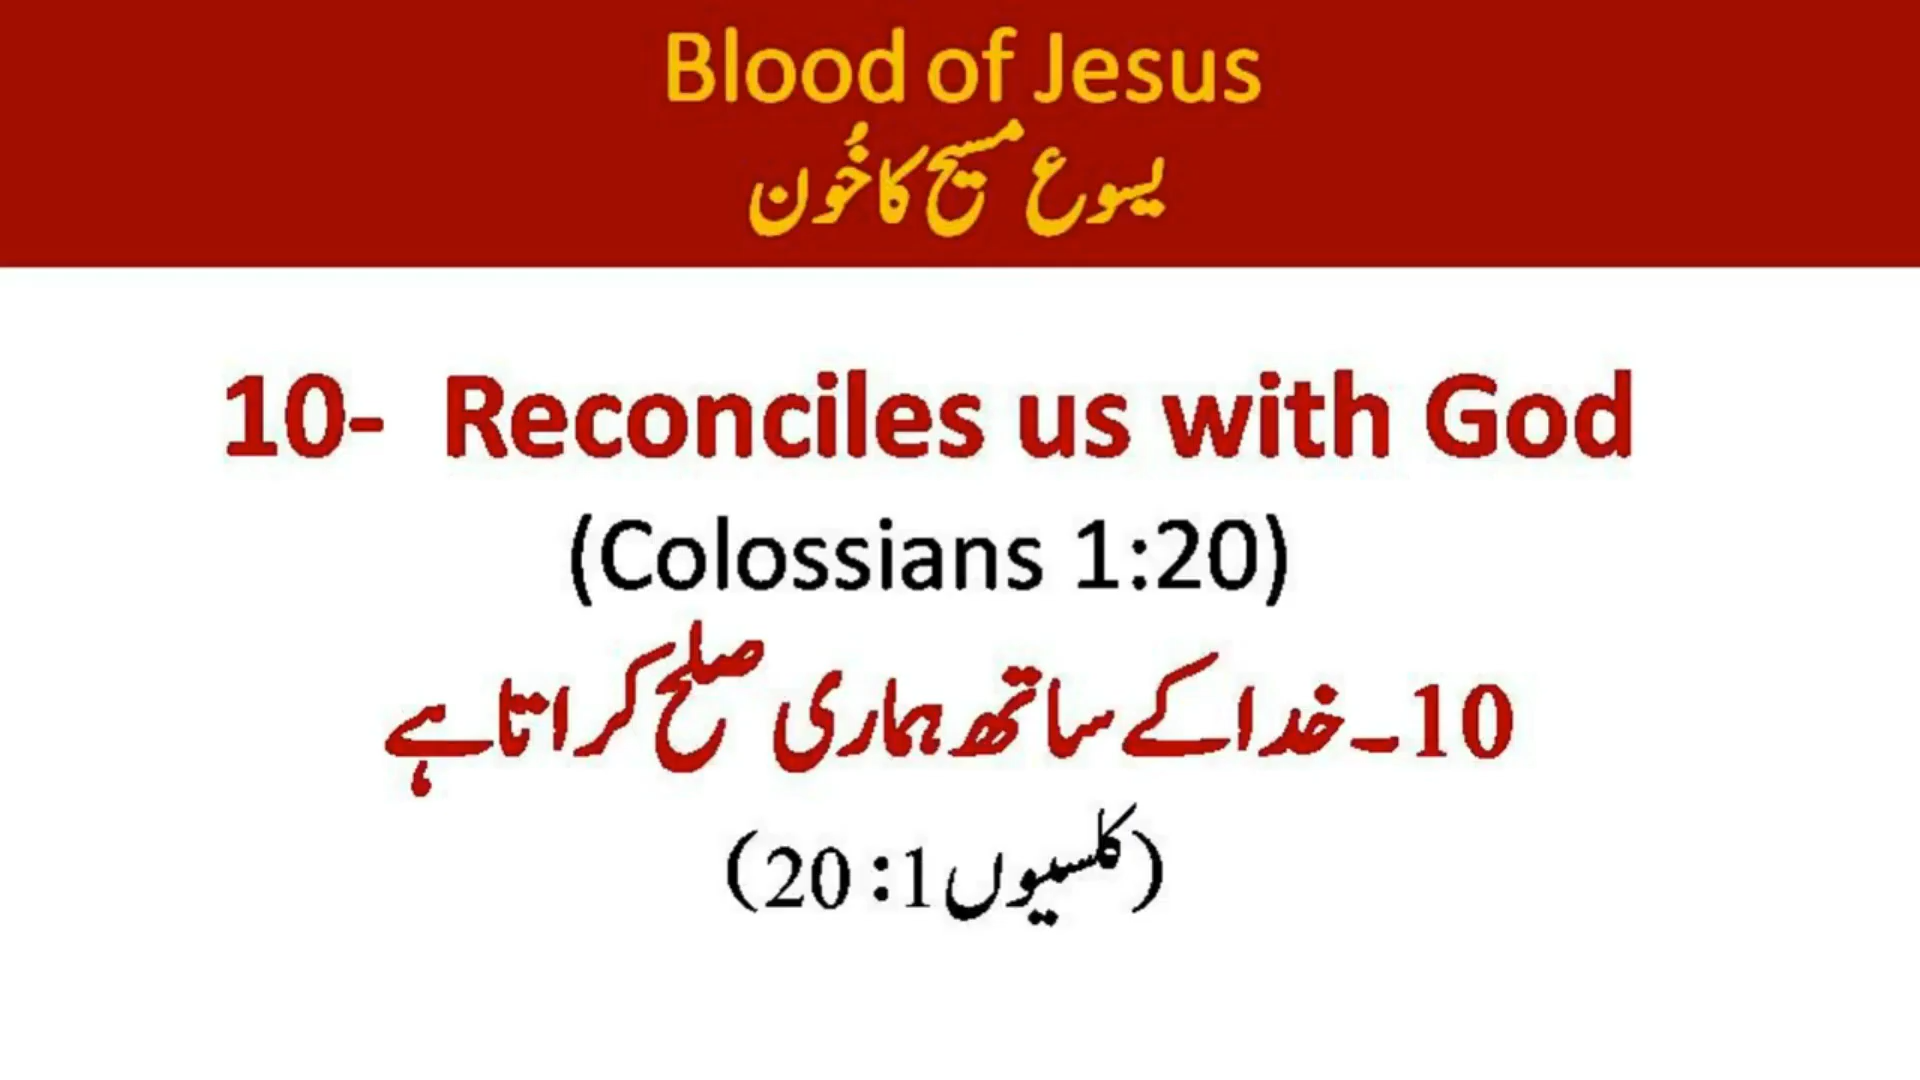 Blood of Jesus
یسوع مسیح کا خُون
10- Reconciles us with God
(Colossians 1:20)
10۔ خدا کے ساتھ ہماری صلح کراتا ہے
(کلسیوں 1:20)